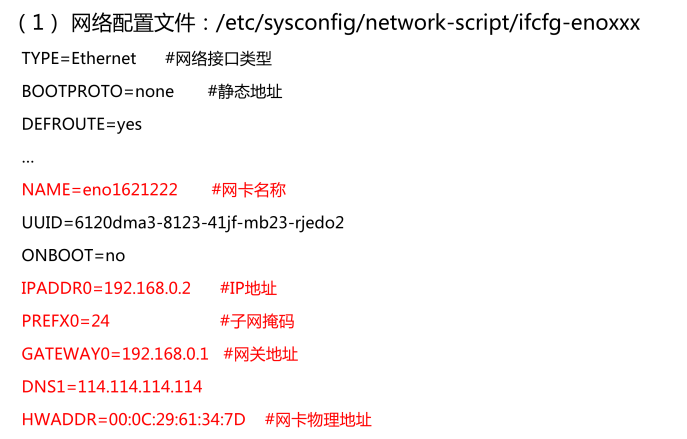 （1） 网络配置文件：/etc/sysconfig/network-script/ifcfg-enoxxx
TYPE=Ethernet #网络接口类型
BOOTPROTO=none #静态地址
DEFROUTE=yes
...
NAME=eno1621222 #网卡名称
UUID=6120dma3-8123-41jf-mb23-rjedo2
ONBOOT=no
IPADDR0=192.168.0.2 #IP地址
PREFX0=24 #子网掩码
GATEWAY0=192.168.0.1 #网关地址
DNS1=114.114.114.114
HWADDR=00:0C:29:61:34:7D #网卡物理地址